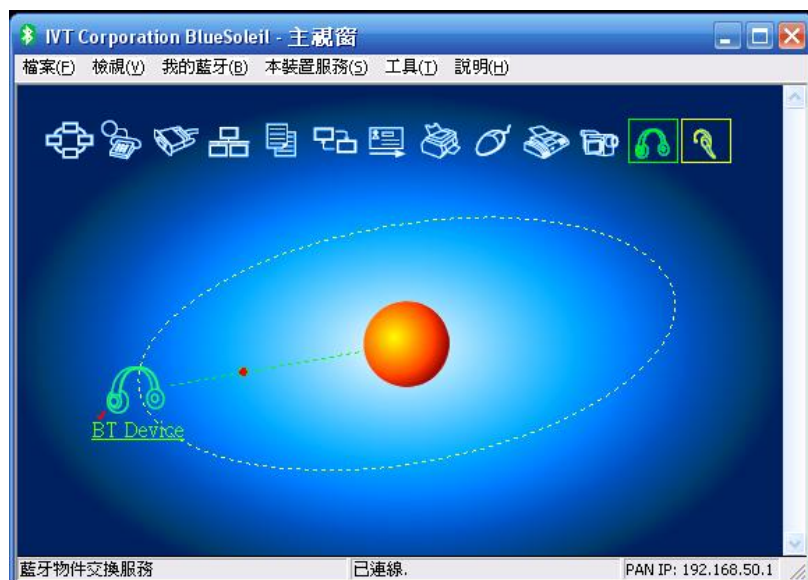 IVT Corporation BlueSoleil - 主視窗
檔案(F) 檢視(V) 我的藍牙(B) 本裝置服務(S) 工具(T) 說明(H)
BT Device
藍牙物件交換服務 已連線. PAN IP: 192.168.50.1